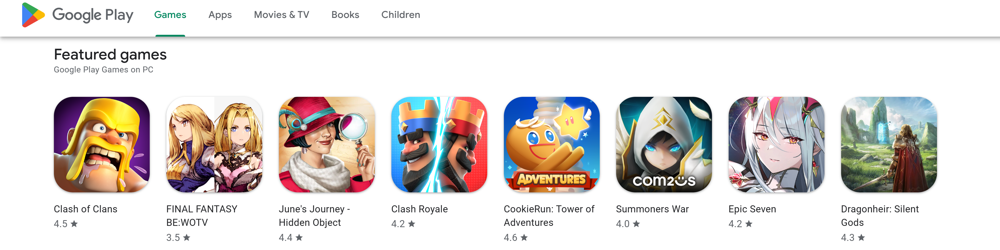 Google Play Games Apps Movies & TV Books Children
Featured games
Google Play Games on PC
ADVENTURES
com2us
Clash of Clans
4.5 ★
FINAL FANTASY
BE:WOTV
3.5 ★
June's Journey -
Hidden Object
4.4 ★
Clash Royale
4.2 ★
CookieRun: Tower of
Adventures
4.6 ★
Summoners War
4.0 ★
Epic Seven
4.2 ★
Dragonheir: Silent
Gods
4.3 ★